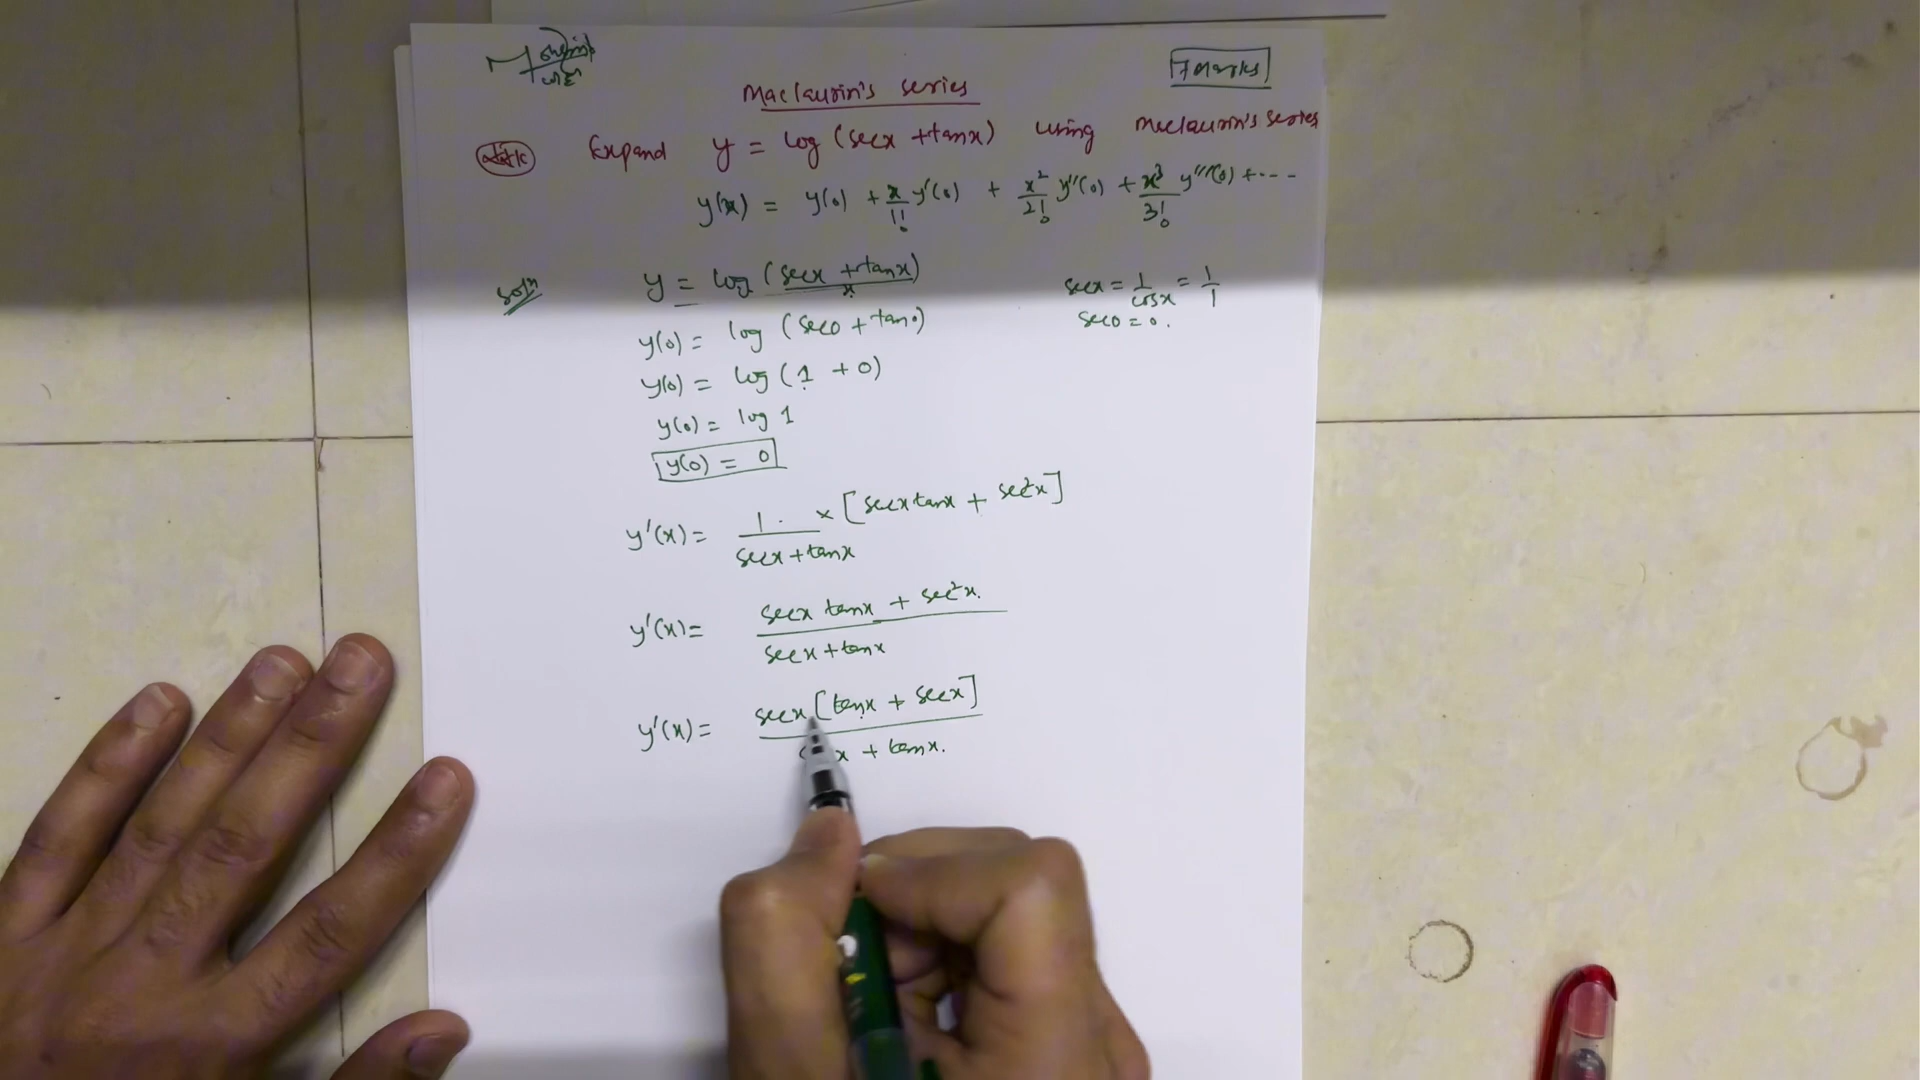 7 Marks
Maclaurin's series
Expand y = log (secx + tanx) using Maclaurin's series
y(x) = y(0) + x/1! y'(0) + x²/2! y''(0) + x³/3! y'''(0) + ----
Solⁿ
y = log (secx + tanx)
secx = 1/cosx = 1/1
sec0 = 0.
y(0) = log (sec0 + tan0)
y(0) = log (1 + 0)
y(0) = log 1
y(0) = 0
y'(x) = 1/secx + tanx × [secx tanx + sec²x]
y'(x) = secx tanx + sec²x. / secx + tanx
y'(x) = secx [tanx + secx] / x + tanx.